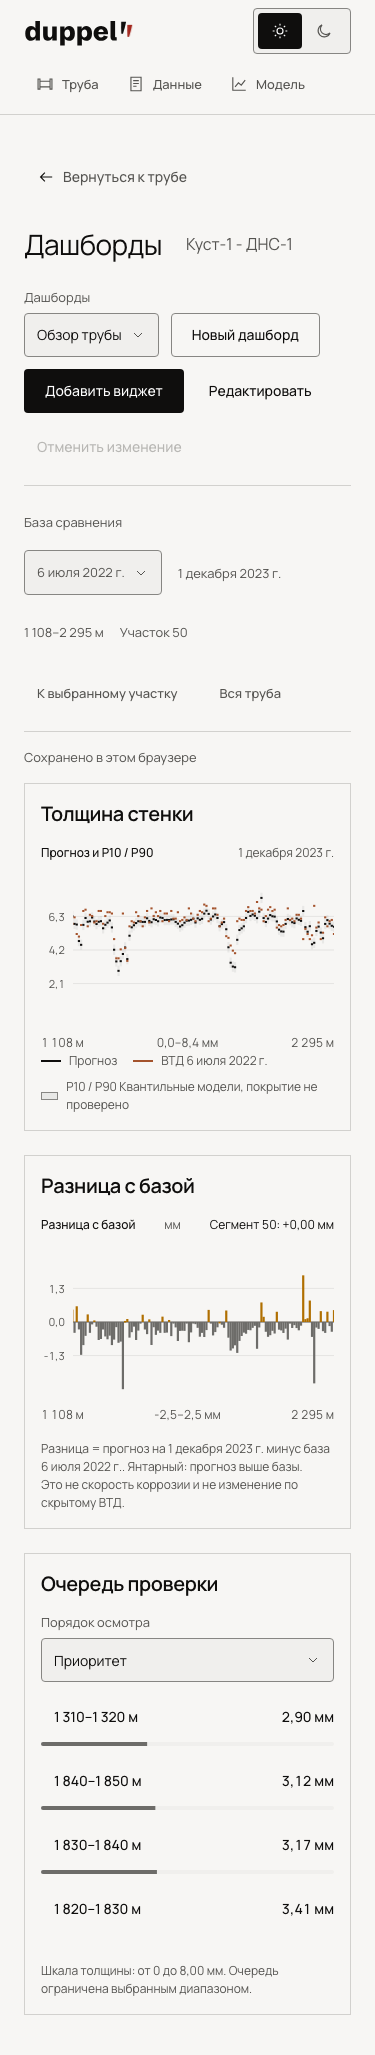 duppel
Труба Данные Модель
Вернуться к трубе
Дашборды Куст-1 - ДНС-1
Дашборды
Обзор трубы Новый дашборд
Добавить виджет Редактировать
Отменить изменение
База сравнения
6 июля 2022 г. 1 декабря 2023 г.
1 108–2 295 м Участок 50
К выбранному участку Вся труба
Сохранено в этом браузере
Толщина стенки
Прогноз и P10 / P90 1 декабря 2023 г.
6,3
4,2
2,1
1 108 м 0,0–8,4 мм 2 295 м
Прогноз ВТД 6 июля 2022 г.
P10 / P90 Квантильные модели, покрытие не
проверено
Разница с базой
Разница с базой мм Сегмент 50: +0,00 мм
1,3
0,0
-1,3
1 108 м -2,5–2,5 мм 2 295 м
Разница = прогноз на 1 декабря 2023 г. минус база
6 июля 2022 г.. Янтарный: прогноз выше базы.
Это не скорость коррозии и не изменение по
скрытому ВТД.
Очередь проверки
Порядок осмотра
Приоритет
1 310–1 320 м 2,90 мм
1 840–1 850 м 3,12 мм
1 830–1 840 м 3,17 мм
1 820–1 830 м 3,41 мм
Шкала толщины: от 0 до 8,00 мм. Очередь
ограничена выбранным диапазоном.